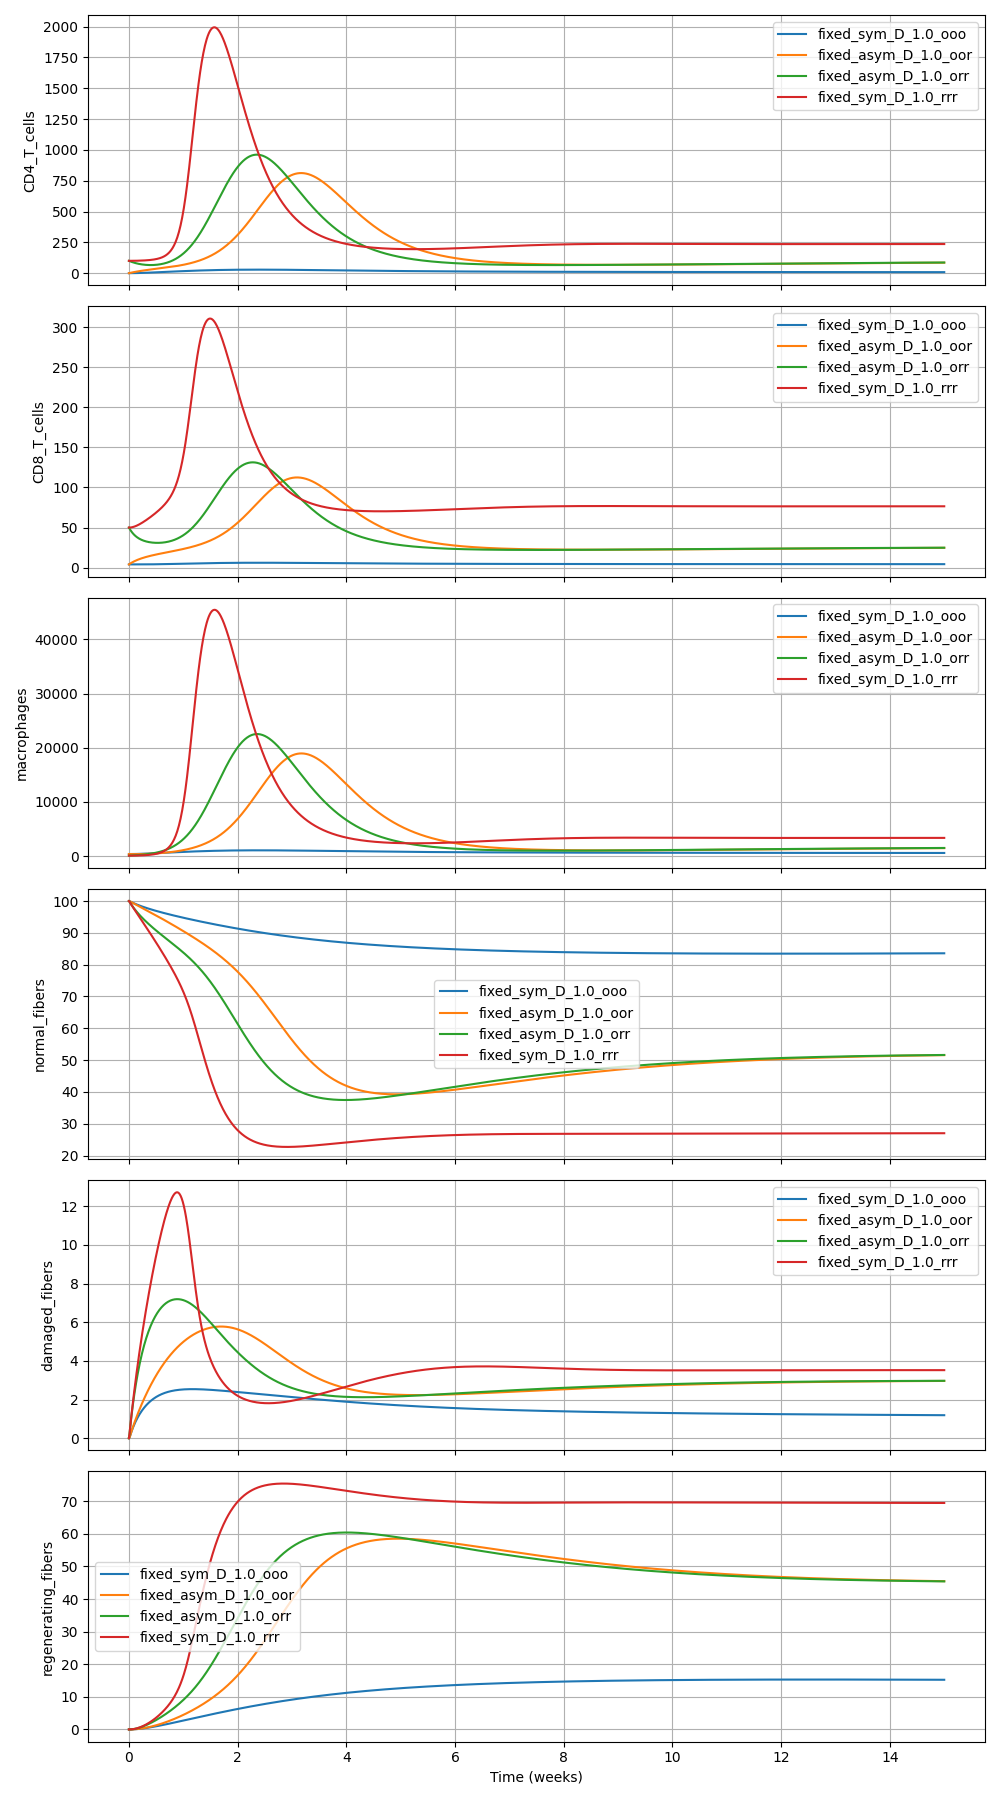 CD4_T_cells
2000
1750
1500
1250
1000
750
500
250
0
fixed_sym_D_1.0_ooo
fixed_asym_D_1.0_oor
fixed_asym_D_1.0_orr
fixed_sym_D_1.0_rrr
CD8_T_cells
300
250
200
150
100
50
0
fixed_sym_D_1.0_ooo
fixed_asym_D_1.0_oor
fixed_asym_D_1.0_orr
fixed_sym_D_1.0_rrr
macrophages
40000
30000
20000
10000
0
fixed_sym_D_1.0_ooo
fixed_asym_D_1.0_oor
fixed_asym_D_1.0_orr
fixed_sym_D_1.0_rrr
normal_fibers
100
90
80
70
60
50
40
30
20
fixed_sym_D_1.0_ooo
fixed_asym_D_1.0_oor
fixed_asym_D_1.0_orr
fixed_sym_D_1.0_rrr
damaged_fibers
12
10
8
6
4
2
0
fixed_sym_D_1.0_ooo
fixed_asym_D_1.0_oor
fixed_asym_D_1.0_orr
fixed_sym_D_1.0_rrr
regenerating_fibers
70
60
50
40
30
20
10
0
fixed_sym_D_1.0_ooo
fixed_asym_D_1.0_oor
fixed_asym_D_1.0_orr
fixed_sym_D_1.0_rrr
0 2 4 6 8 10 12 14
Time (weeks)